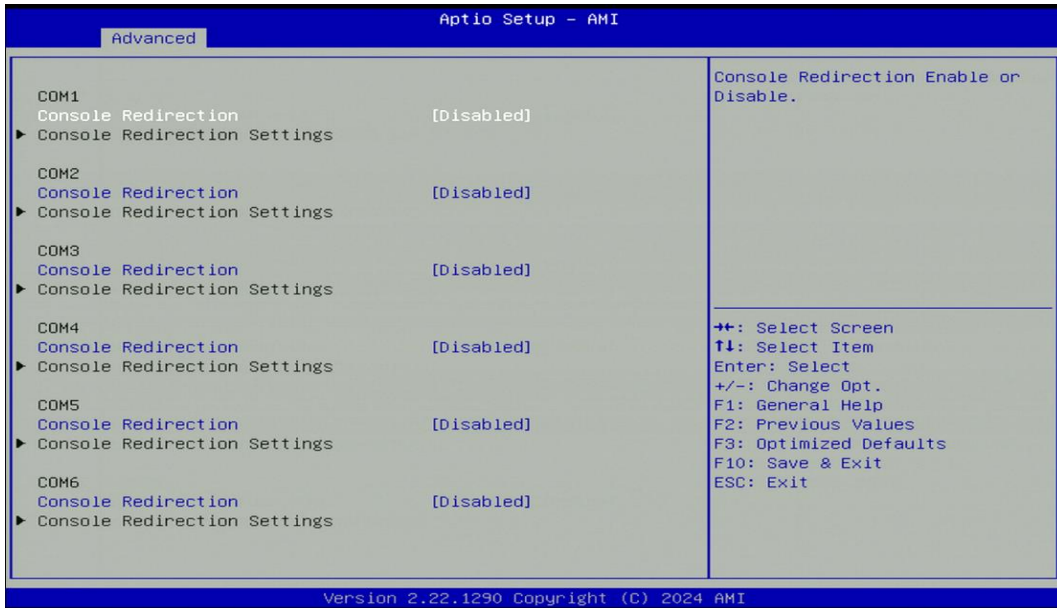 Aptio Setup – AMI
Advanced
COM1
Console Redirection [Disabled]
► Console Redirection Settings
COM2
Console Redirection [Disabled]
► Console Redirection Settings
COM3
Console Redirection [Disabled]
► Console Redirection Settings
COM4
Console Redirection [Disabled]
► Console Redirection Settings
COM5
Console Redirection [Disabled]
► Console Redirection Settings
COM6
Console Redirection [Disabled]
► Console Redirection Settings
Console Redirection Enable or
Disable.
→←: Select Screen
↑↓: Select Item
Enter: Select
+/-: Change Opt.
F1: General Help
F2: Previous Values
F3: Optimized Defaults
F10: Save & Exit
ESC: Exit
Version 2.22.1290 Copyright (C) 2024 AMI